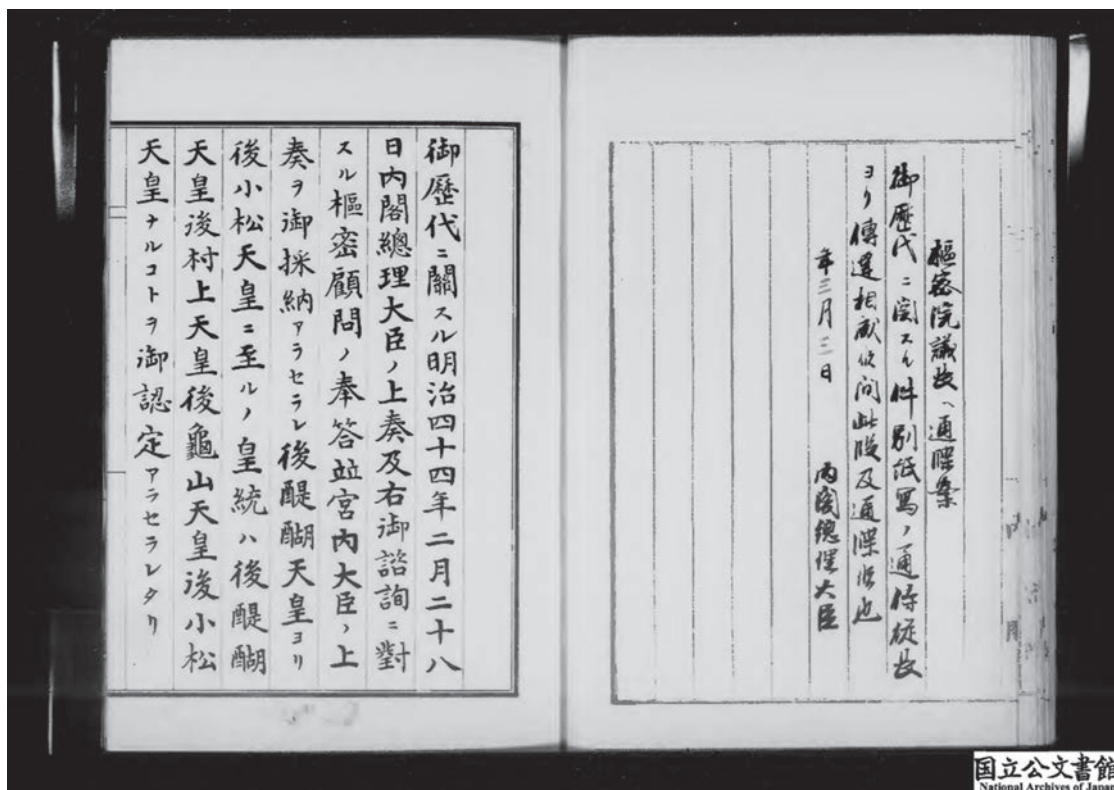 樞密院議長ヘ通牒案
御歴代ニ関スル件別紙寫ノ通侍従長
ヨリ傳達相成候間此段及通牒候也
年三月三日 内閣總理大臣
御歷代ニ關スル明治四十四年二月二十八
日內閣總理大臣ノ上奏及右御諮詢ニ對
スル樞密顧問ノ奉答竝宮內大臣ノ上
奏ヲ御採納アラセラレ後醍醐天皇ヨリ
後小松天皇ニ至ルノ皇統ハ後醍醐
天皇後村上天皇後龜山天皇後小松
天皇ナルコトヲ御認定アラセラレタリ
国立公文書館
National Archives of Japan